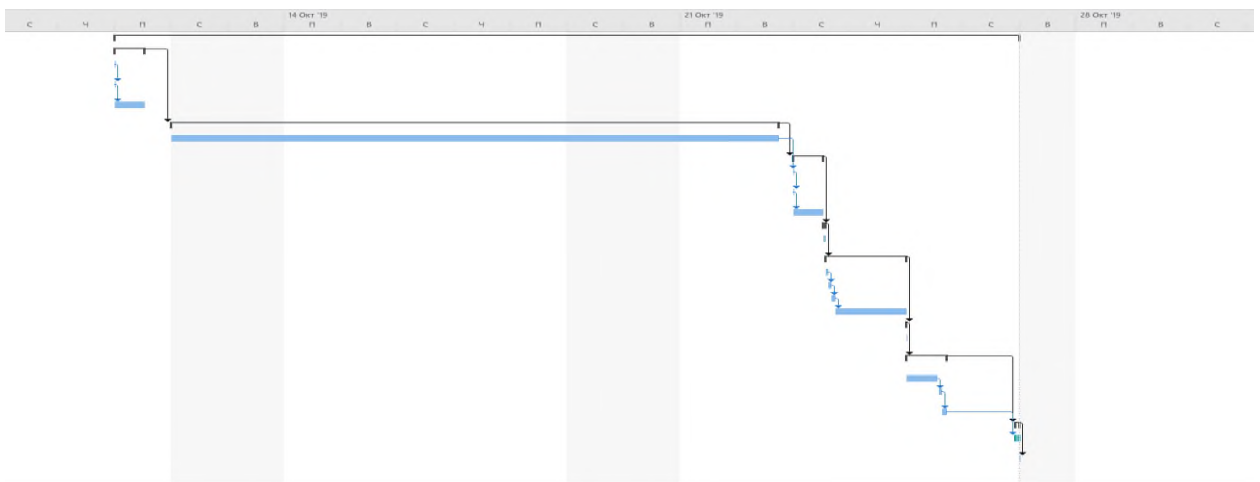 14 Окт '19 21 Окт '19 28 Окт '19
С Ч П С В П В С Ч П С В П В С Ч П С В П В С